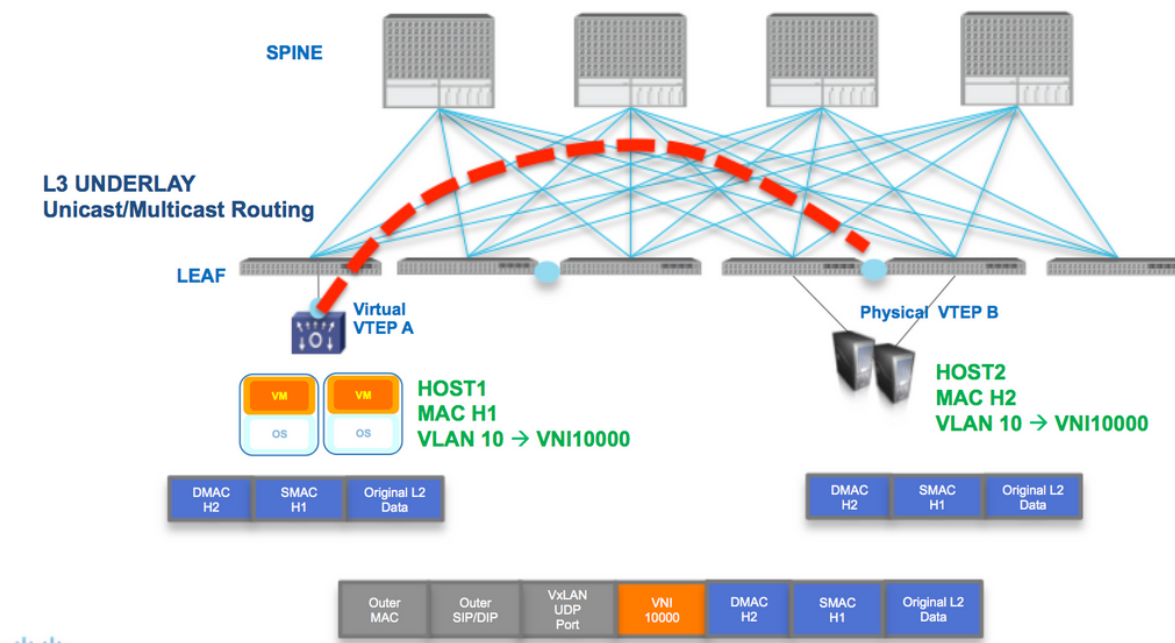 SPINE
L3 UNDERLAY
Unicast/Multicast Routing
LEAF
Virtual
VTEP A
Physical VTEP B
VM
VM
OS
OS
HOST1
MAC H1
VLAN 10 → VNI10000
HOST2
MAC H2
VLAN 10 → VNI10000
DMAC
H2
SMAC
H1
Original L2
Data
DMAC
H2
SMAC
H1
Original L2
Data
Outer
MAC
Outer
SIP/DIP
VxLAN
UDP
Port
VNI
10000
DMAC
H2
SMAC
H1
Original L2
Data